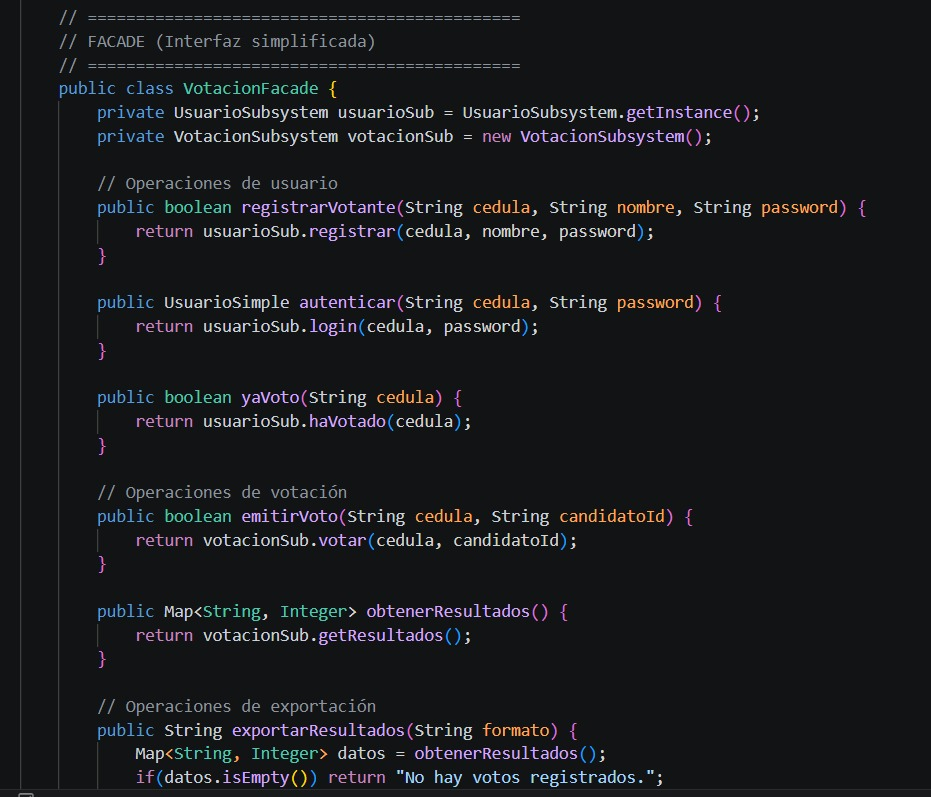 // =============================================
// FACADE (Interfaz simplificada)
// =============================================
public class VotacionFacade {
private UsuarioSubsystem usuarioSub = UsuarioSubsystem.getInstance();
private VotacionSubsystem votacionSub = new VotacionSubsystem();
// Operaciones de usuario
public boolean registrarVotante(String cedula, String nombre, String password) {
return usuarioSub.registrar(cedula, nombre, password);
}
public UsuarioSimple autenticar(String cedula, String password) {
return usuarioSub.login(cedula, password);
}
public boolean yaVoto(String cedula) {
return usuarioSub.haVotado(cedula);
}
// Operaciones de votación
public boolean emitirVoto(String cedula, String candidatoId) {
return votacionSub.votar(cedula, candidatoId);
}
public Map<String, Integer> obtenerResultados() {
return votacionSub.getResultados();
}
// Operaciones de exportación
public String exportarResultados(String formato) {
Map<String, Integer> datos = obtenerResultados();
if(datos.isEmpty()) return "No hay votos registrados.";